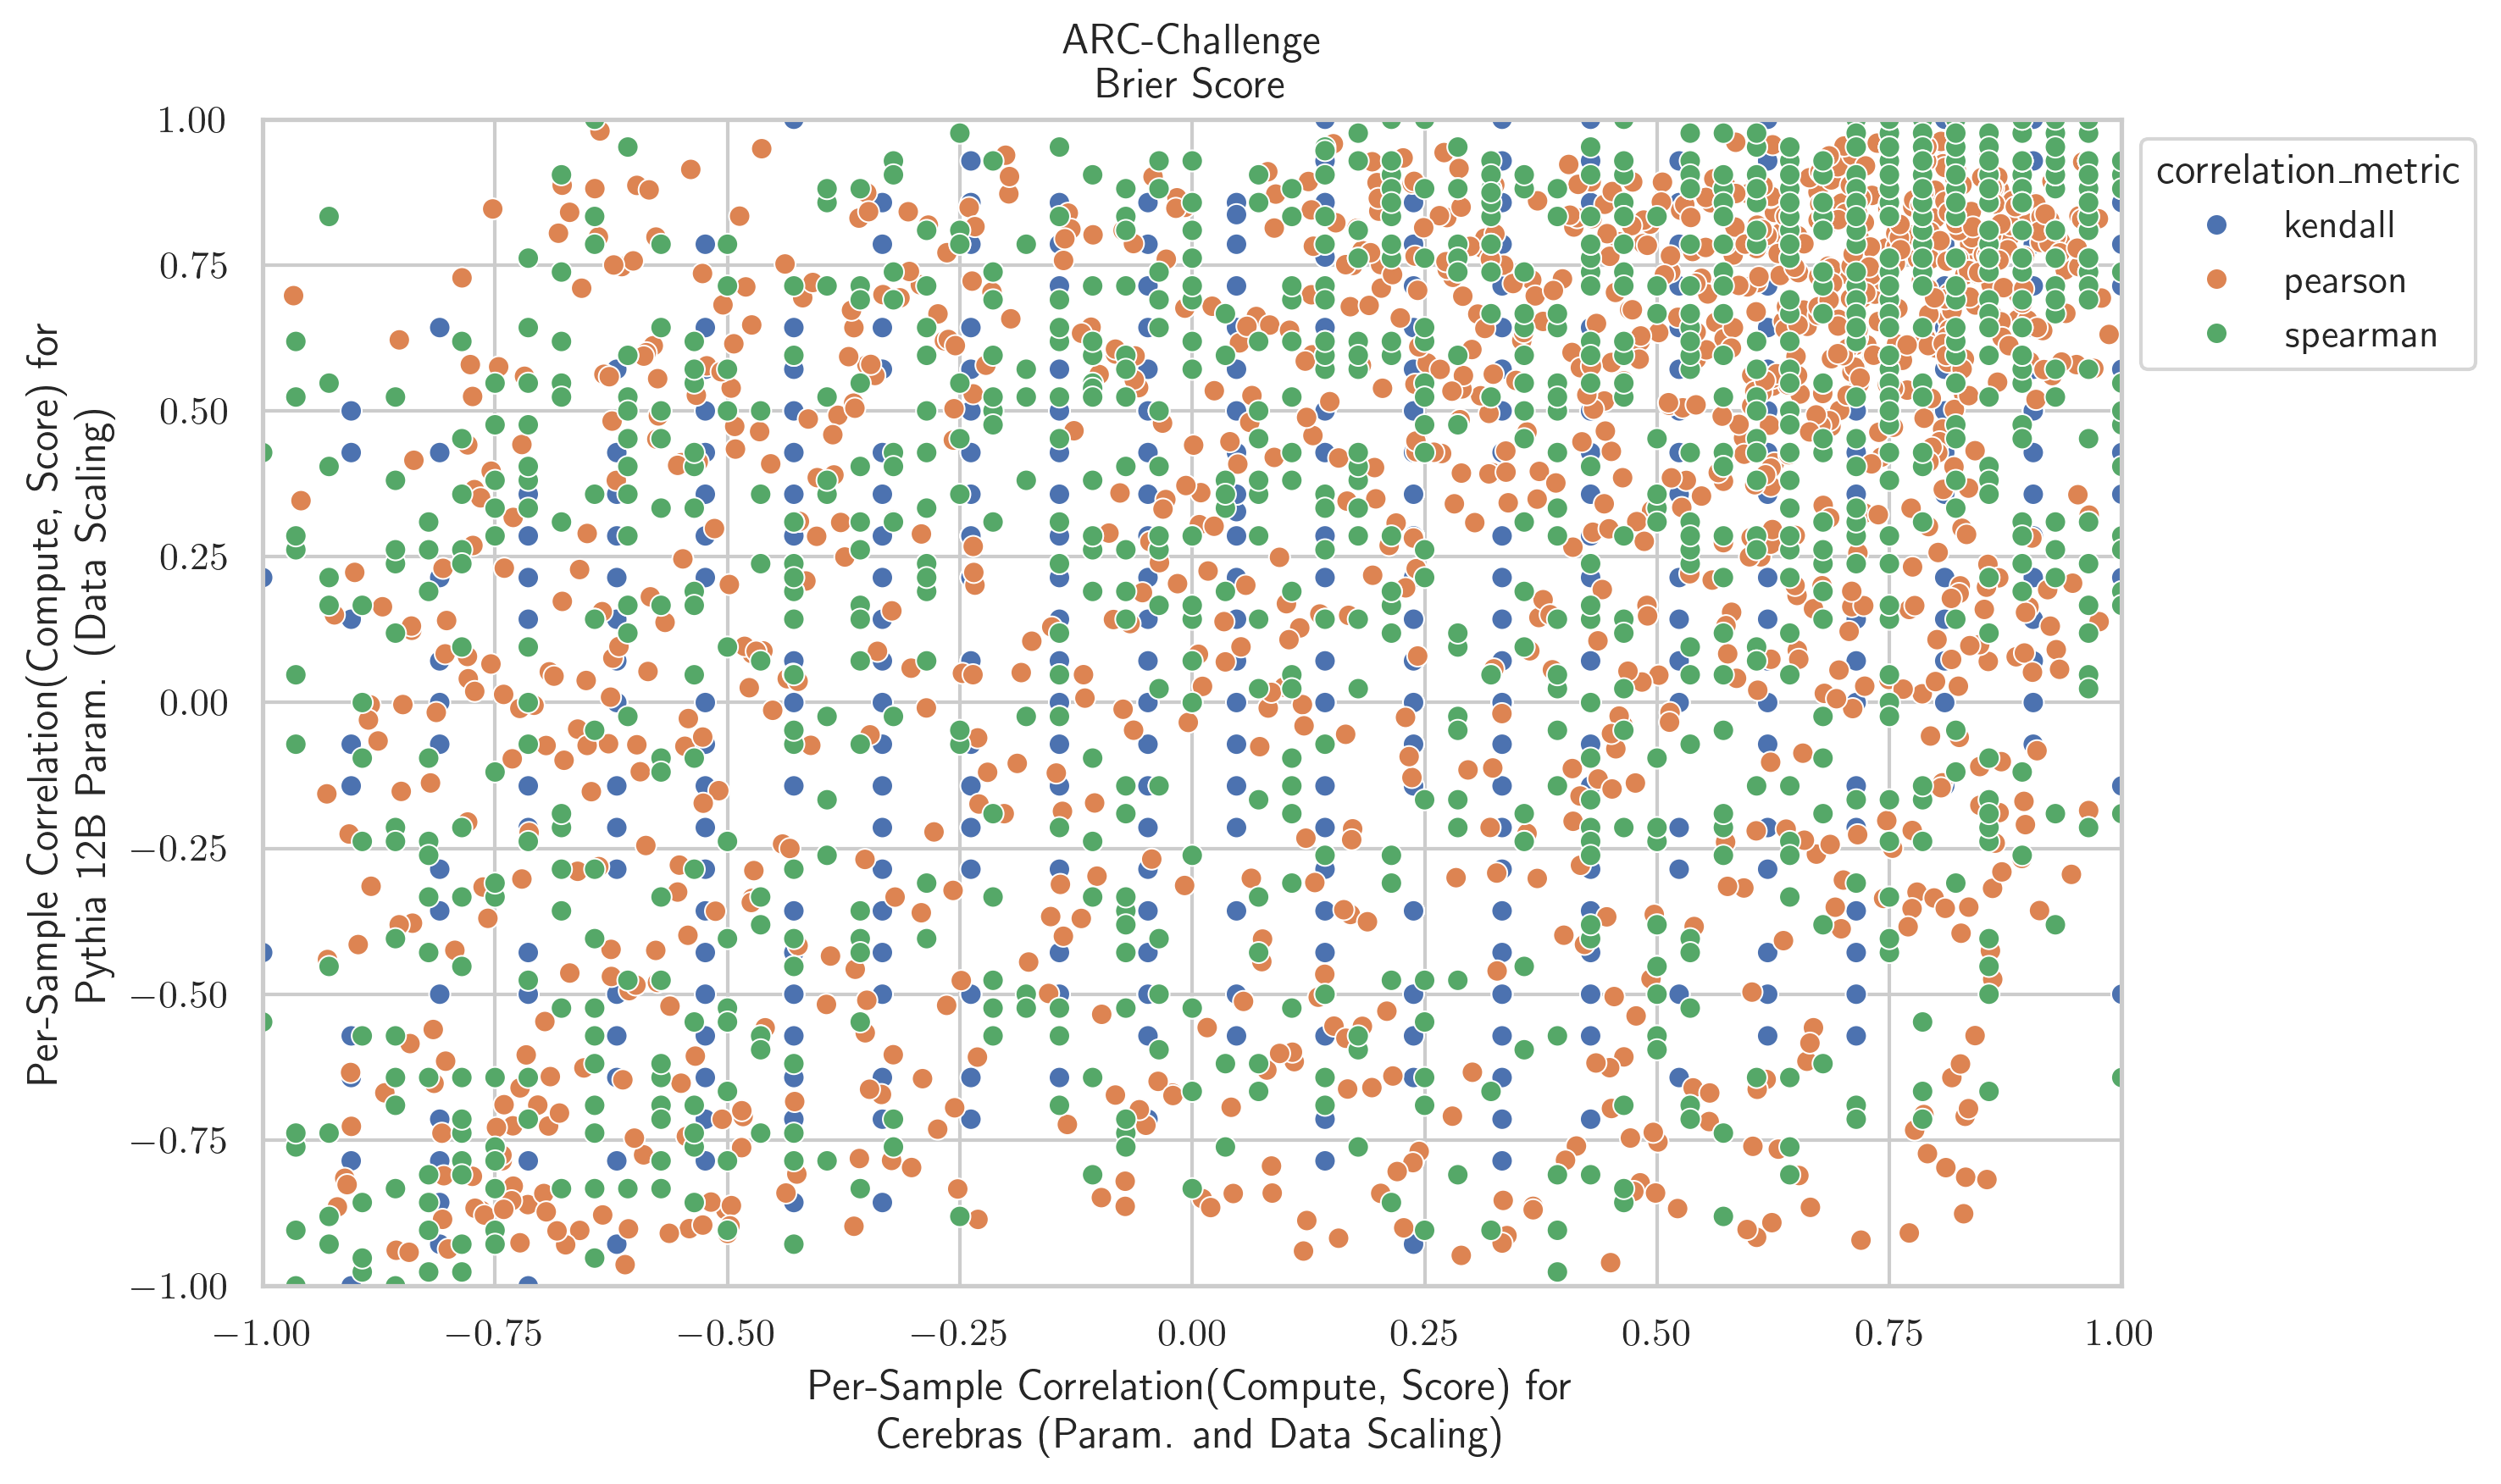 ARC-Challenge
Brier Score
Per-Sample Correlation(Compute, Score) for
Pythia 12B Param. (Data Scaling)
1.00
0.75
0.50
0.25
0.00
−0.25
−0.50
−0.75
−1.00
−1.00 −0.75 −0.50 −0.25 0.00 0.25 0.50 0.75 1.00
Per-Sample Correlation(Compute, Score) for
Cerebras (Param. and Data Scaling)
correlation_metric
kendall
pearson
spearman